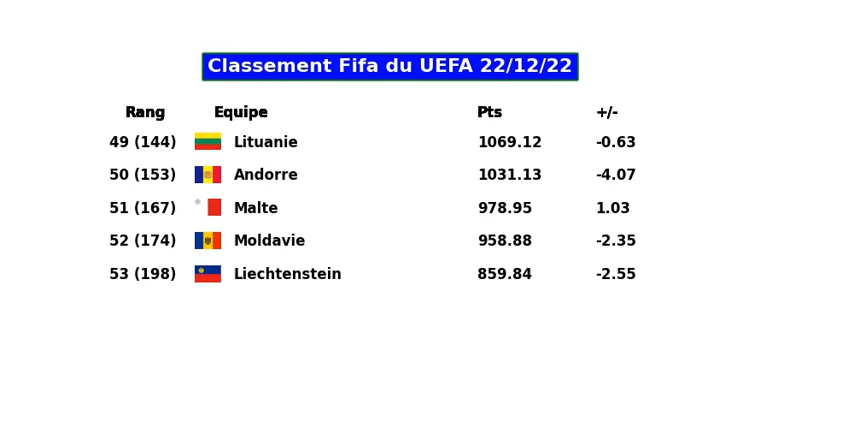 Classement Fifa du UEFA 22/12/22
Rang Equipe Pts +/-
49 (144) Lituanie 1069.12 -0.63
50 (153) Andorre 1031.13 -4.07
51 (167) Malte 978.95 1.03
52 (174) Moldavie 958.88 -2.35
53 (198) Liechtenstein 859.84 -2.55